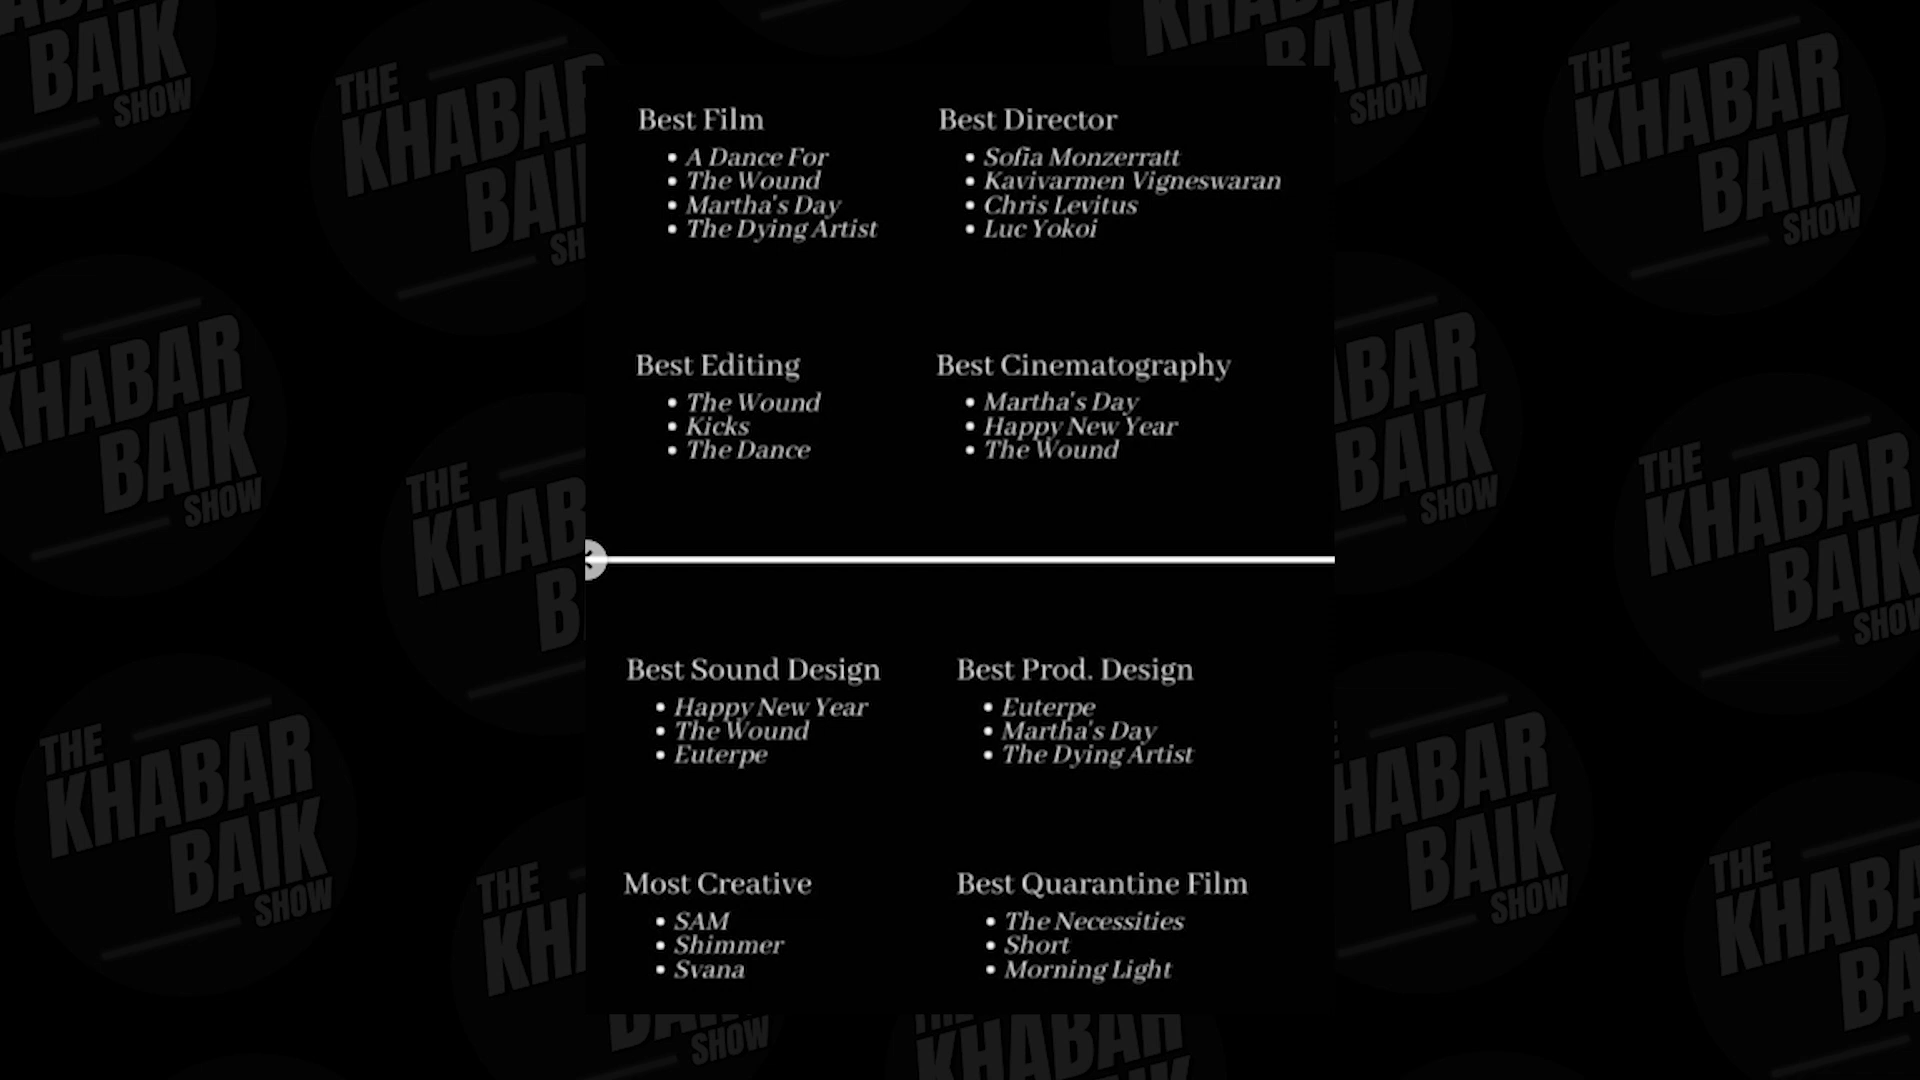 Best Film
A Dance For
The Wound
Martha's Day
The Dying Artist
Best Director
Sofia Monzerratt
Kavivarmen Vigneswaran
Chris Levitus
Luc Yokoi
Best Editing
The Wound
Kicks
The Dance
Best Cinematography
Martha's Day
Happy New Year
The Wound
Best Sound Design
Happy New Year
The Wound
Euterpe
Best Prod. Design
Euterpe
Martha's Day
The Dying Artist
Most Creative
SAM
Shimmer
Svana
Best Quarantine Film
The Necessities
Short
Morning Light
THE
KHABAR
BAIK
SHOW